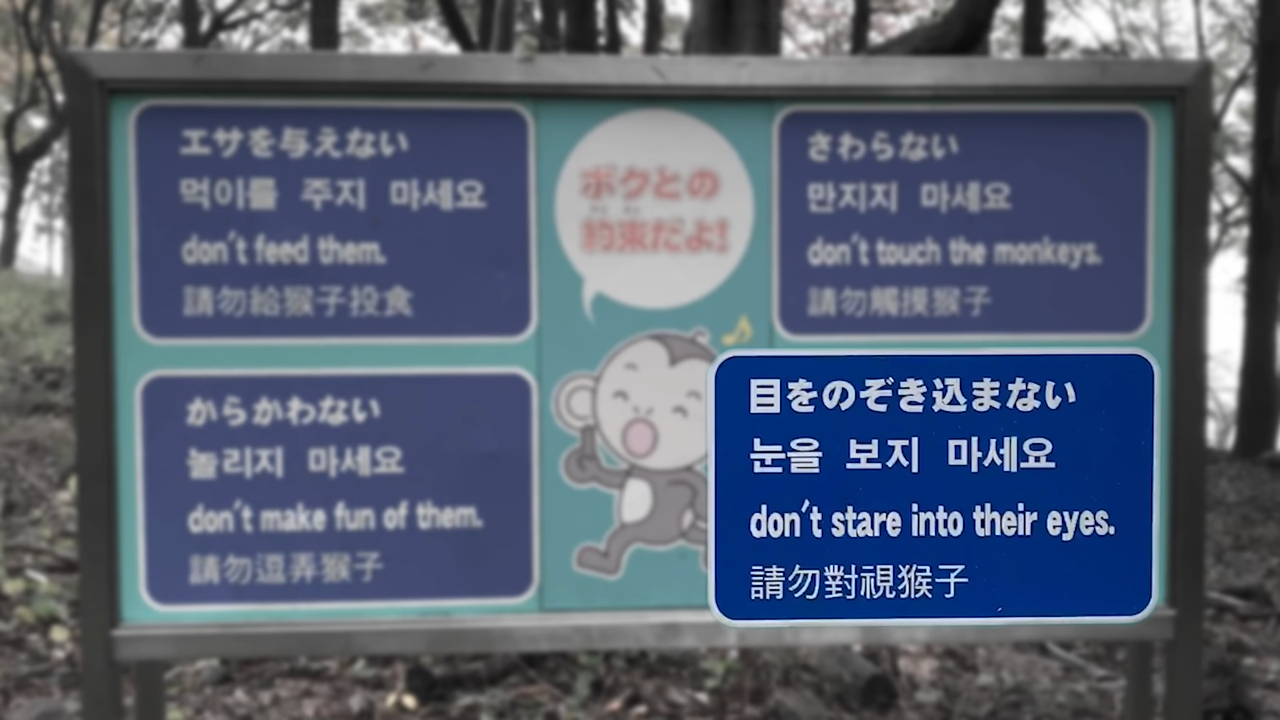 エサを与えない
먹이를 주지 마세요
don't feed them.
請勿給猴子投食
ボクとの
約束だよ!
さわらない
만지지 마세요
don't touch the monkeys.
請勿觸摸猴子
からかわない
놀리지 마세요
don't make fun of them.
請勿逗弄猴子
目をのぞき込まない
눈을 보지 마세요
don't stare into their eyes.
請勿對視猴子